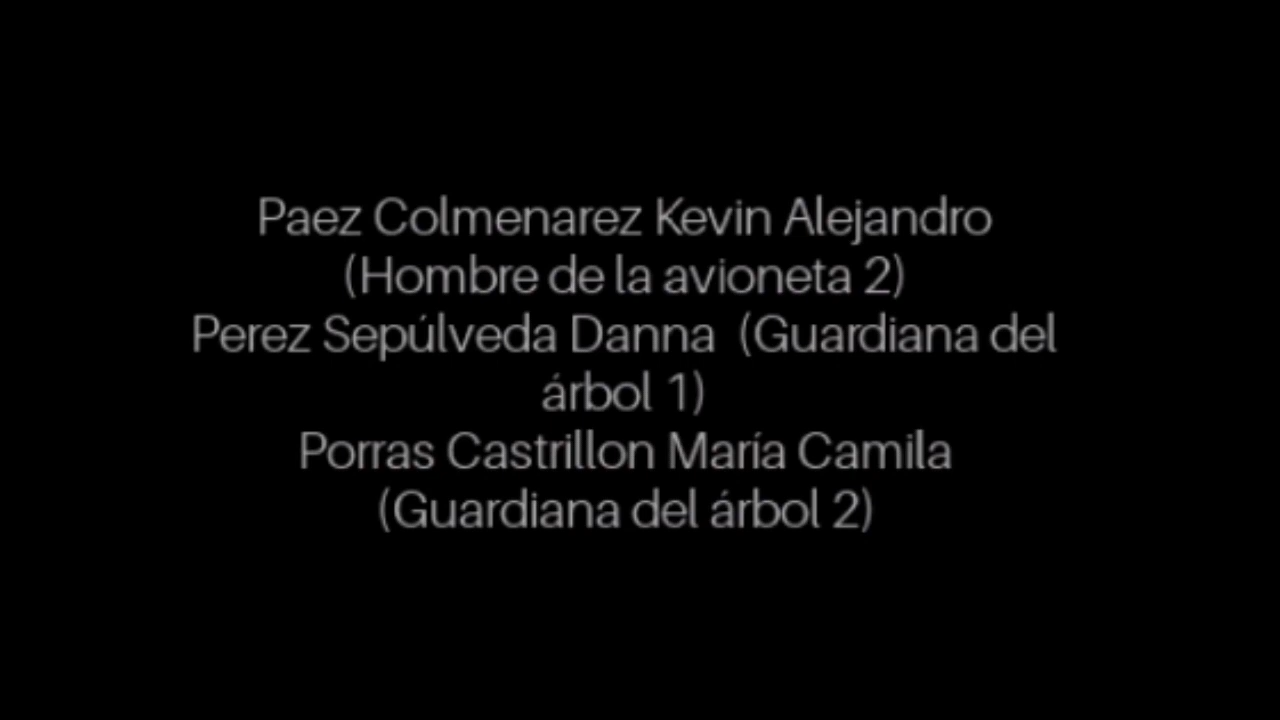 Paez Colmenarez Kevin Alejandro
(Hombre de la avioneta 2)
Perez Sepúlveda Danna (Guardiana del
árbol 1)
Porras Castrillon María Camila
(Guardiana del árbol 2)